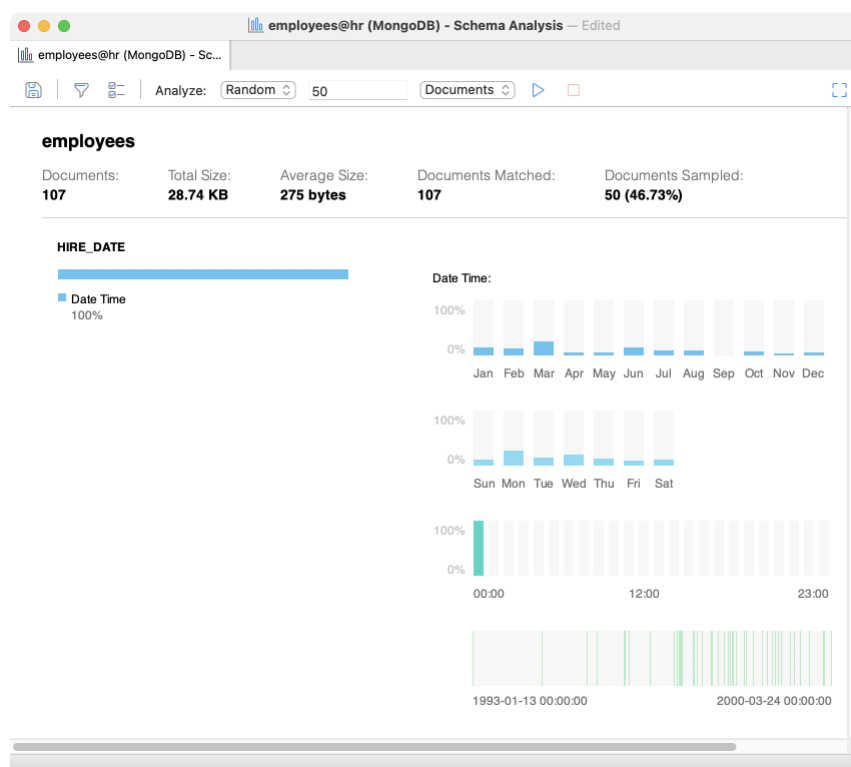 employees@hr (MongoDB) - Schema Analysis — Edited
employees@hr (MongoDB) - Sc...
Analyze: Random 50 Documents
employees
Documents: Total Size: Average Size: Documents Matched: Documents Sampled:
107 28.74 KB 275 bytes 107 50 (46.73%)
HIRE_DATE
Date Time
100%
Date Time:
100%
0%
Jan Feb Mar Apr May Jun Jul Aug Sep Oct Nov Dec
100%
0%
Sun Mon Tue Wed Thu Fri Sat
100%
0%
00:00 12:00 23:00
1993-01-13 00:00:00 2000-03-24 00:00:00